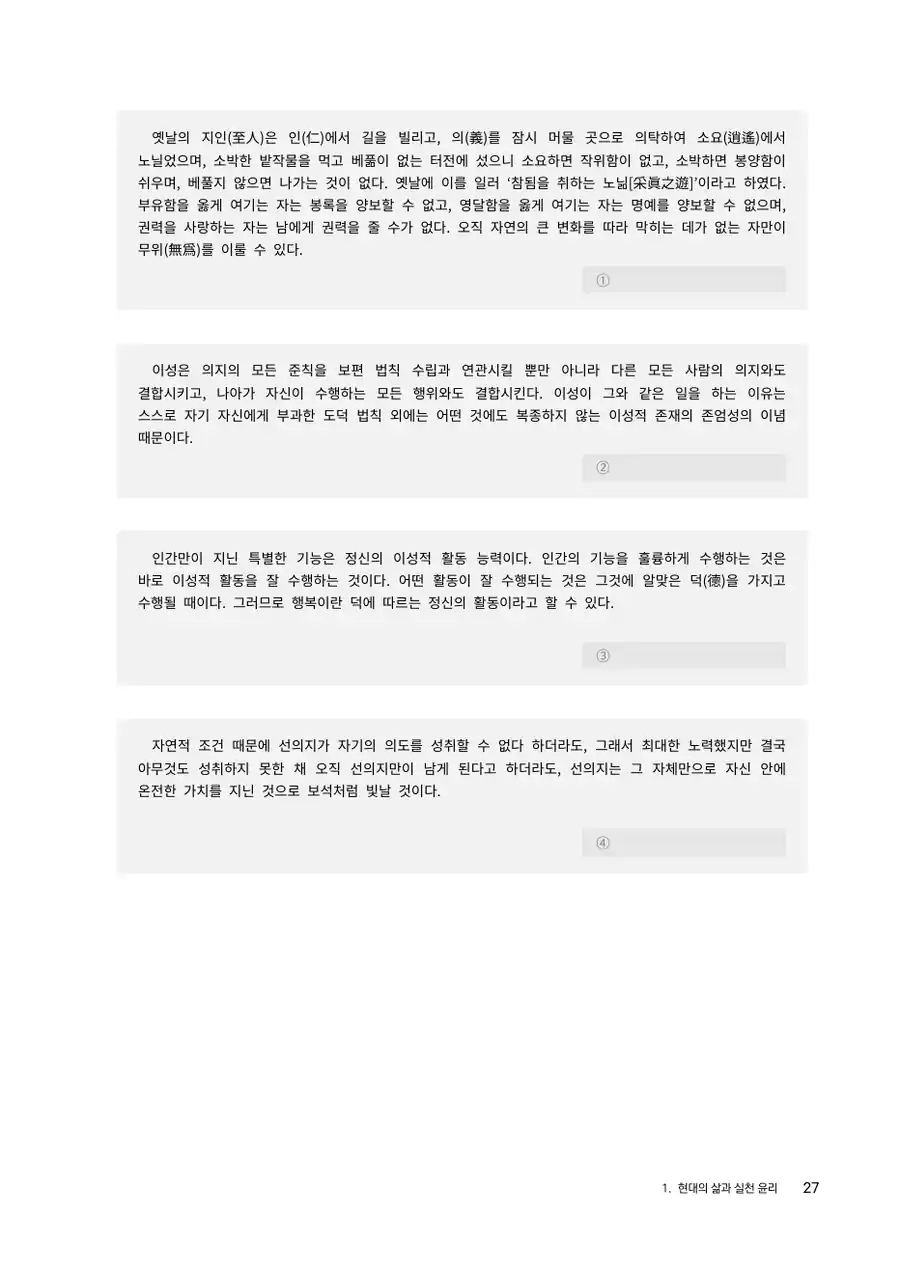 옛날의 지인(至人)은 인(仁)에서 길을 빌리고, 의(義)를 잠시 머물 곳으로 의탁하여 소요(逍遙)에서
노닐었으며, 소박한 밭작물을 먹고 베풂이 없는 터전에 섰으니 소요하면 작위함이 없고, 소박하면 봉양함이
쉬우며, 베풀지 않으면 나가는 것이 없다. 옛날에 이를 일러 ‘참됨을 취하는 노닒[采眞之遊]’이라고 하였다.
부유함을 옳게 여기는 자는 봉록을 양보할 수 없고, 영달함을 옳게 여기는 자는 명예를 양보할 수 없으며,
권력을 사랑하는 자는 남에게 권력을 줄 수가 없다. 오직 자연의 큰 변화를 따라 막히는 데가 없는 자만이
무위(無爲)를 이룰 수 있다.
①
이성은 의지의 모든 준칙을 보편 법칙 수립과 연관시킬 뿐만 아니라 다른 모든 사람의 의지와도
결합시키고, 나아가 자신이 수행하는 모든 행위와도 결합시킨다. 이성이 그와 같은 일을 하는 이유는
스스로 자기 자신에게 부과한 도덕 법칙 외에는 어떤 것에도 복종하지 않는 이성적 존재의 존엄성의 이념
때문이다.
②
인간만이 지닌 특별한 기능은 정신의 이성적 활동 능력이다. 인간의 기능을 훌륭하게 수행하는 것은
바로 이성적 활동을 잘 수행하는 것이다. 어떤 활동이 잘 수행되는 것은 그것에 알맞은 덕(德)을 가지고
수행될 때이다. 그러므로 행복이란 덕에 따르는 정신의 활동이라고 할 수 있다.
③
자연적 조건 때문에 선의지가 자기의 의도를 성취할 수 없다 하더라도, 그래서 최대한 노력했지만 결국
아무것도 성취하지 못한 채 오직 선의지만이 남게 된다고 하더라도, 선의지는 그 자체만으로 자신 안에
온전한 가치를 지닌 것으로 보석처럼 빛날 것이다.
④
1. 현대의 삶과 실천 윤리 27